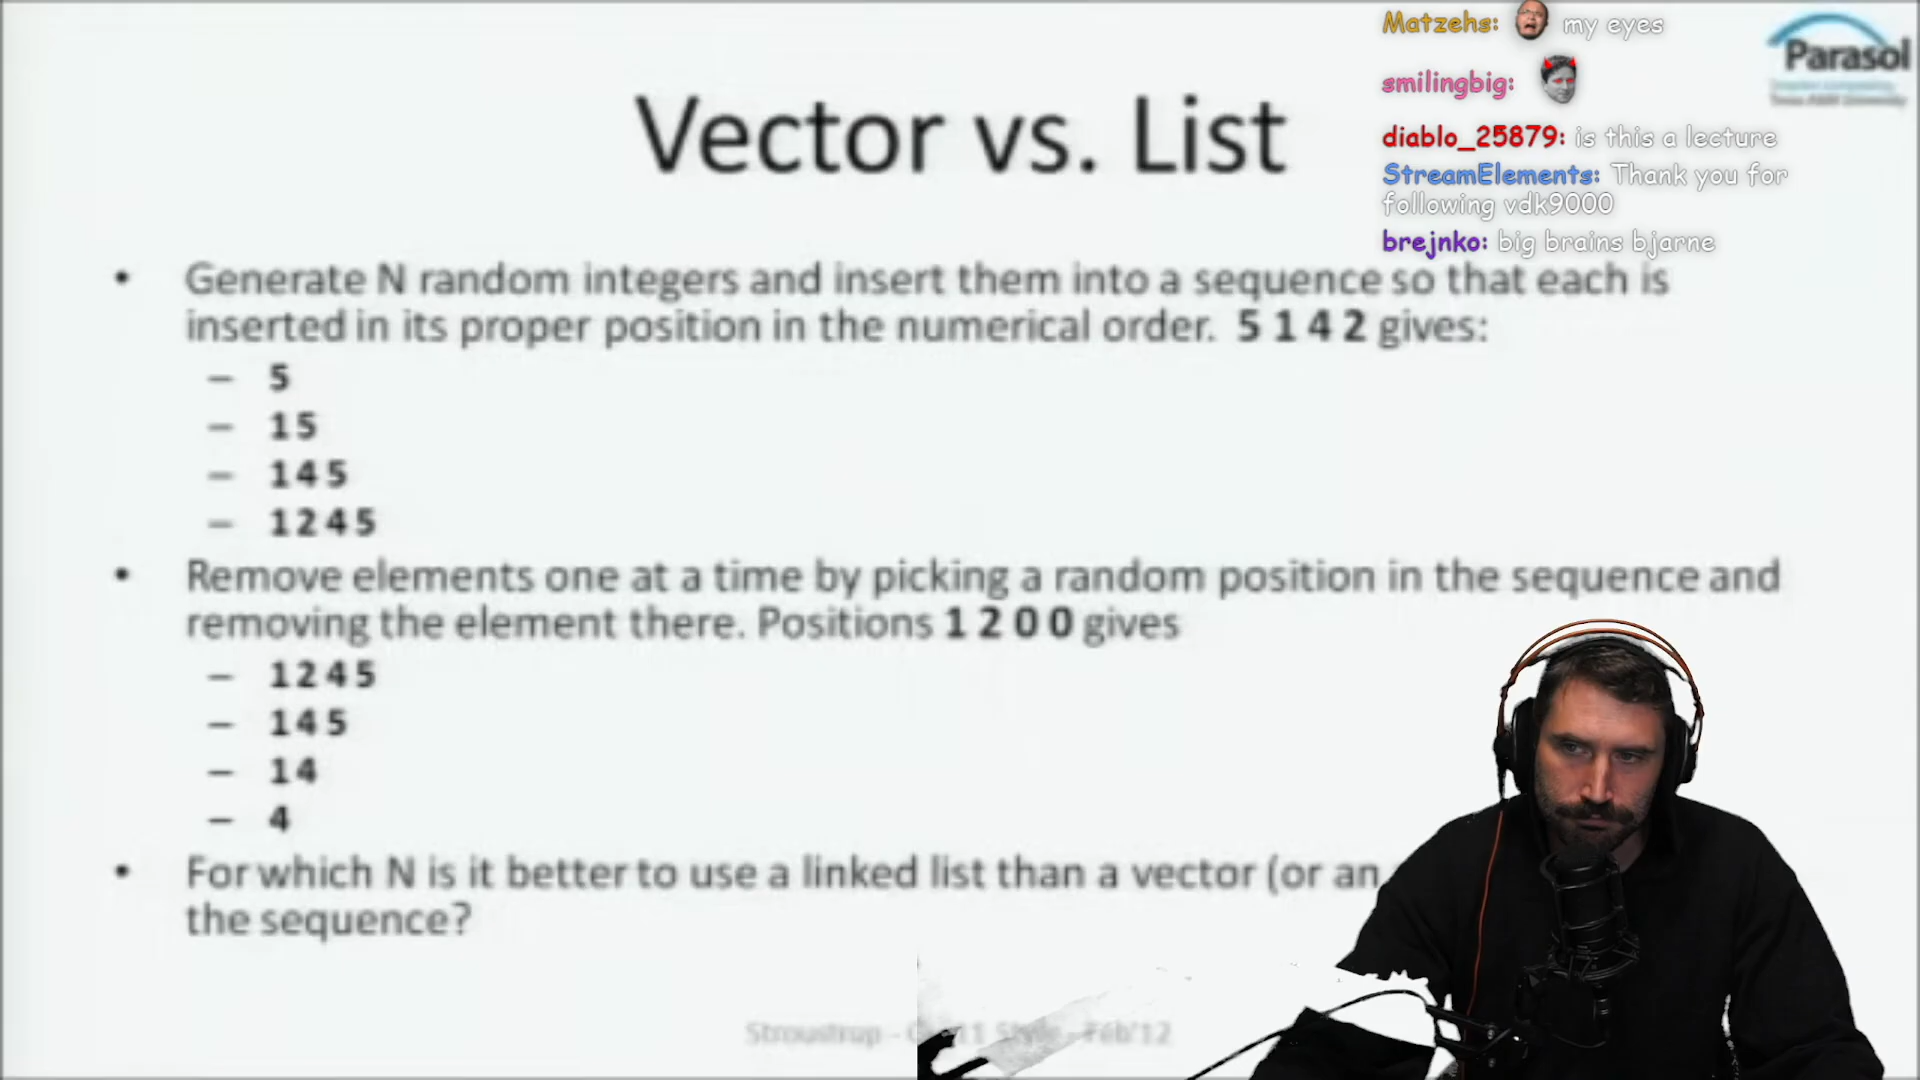 Matzehs: my eyes
Parasol
smilingbig:
Vector vs. List
diablo_25879: is this a lecture
StreamElements: Thank you for
following vdk9000
brejnko: big brains bjarne
• Generate N random integers and insert them into a sequence so that each is
inserted in its proper position in the numerical order. 5 1 4 2 gives:
– 5
– 1 5
– 1 4 5
– 1 2 4 5
• Remove elements one at a time by picking a random position in the sequence and
removing the element there. Positions 1 2 0 0 gives
– 1 2 4 5
– 1 4 5
– 1 4
– 4
• For which N is it better to use a linked list than a vector (or an
the sequence?
Stroustrup - 11 Style - Feb'12